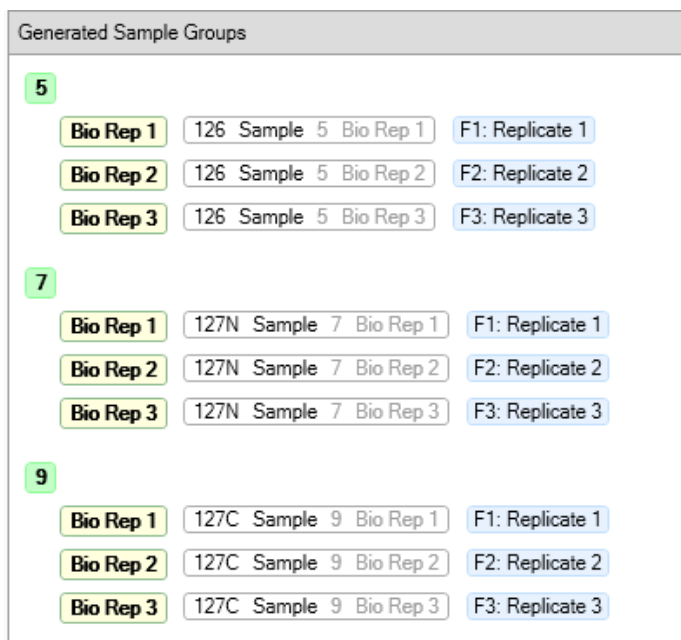 Generated Sample Groups
5
Bio Rep 1 126 Sample 5 Bio Rep 1 F1: Replicate 1
Bio Rep 2 126 Sample 5 Bio Rep 2 F2: Replicate 2
Bio Rep 3 126 Sample 5 Bio Rep 3 F3: Replicate 3
7
Bio Rep 1 127N Sample 7 Bio Rep 1 F1: Replicate 1
Bio Rep 2 127N Sample 7 Bio Rep 2 F2: Replicate 2
Bio Rep 3 127N Sample 7 Bio Rep 3 F3: Replicate 3
9
Bio Rep 1 127C Sample 9 Bio Rep 1 F1: Replicate 1
Bio Rep 2 127C Sample 9 Bio Rep 2 F2: Replicate 2
Bio Rep 3 127C Sample 9 Bio Rep 3 F3: Replicate 3